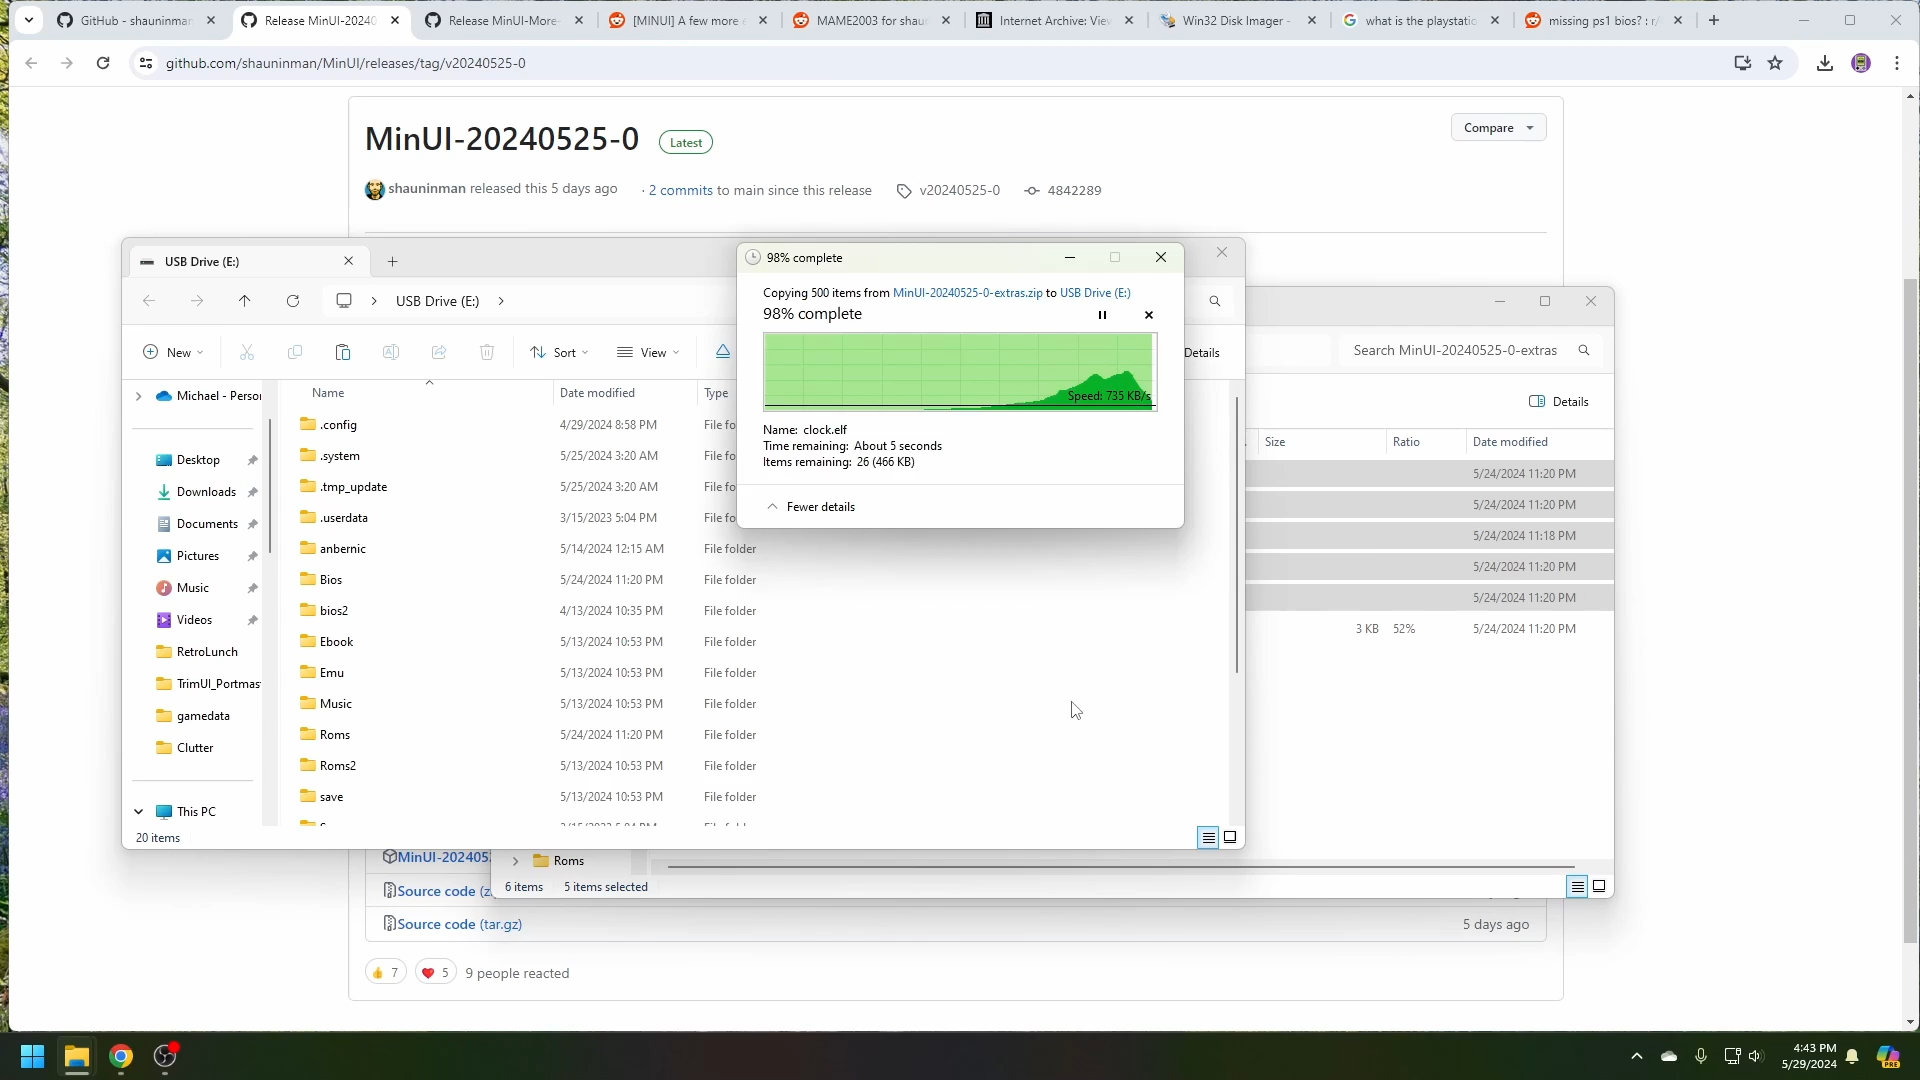 GitHub - shauninman
Release MinUI-20240
Release MinUI-More-
[MINUI] A few more
MAME2003 for shaun
Internet Archive: View
Win32 Disk Imager -
what is the playstatio
missing ps1 bios? : r/
github.com/shauninman/MinUI/releases/tag/v20240525-0
MinUI-20240525-0
Latest
Compare
shauninman released this 5 days ago
· 2 commits to main since this release
v20240525-0
4842289
USB Drive (E:)
98% complete
Copying 500 items from MinUI-20240525-0-extras.zip to USB Drive (E:)
98% complete
Speed: 735 KB/s
Name: clock.elf
Time remaining: About 5 seconds
Items remaining: 26 (466 KB)
Fewer details
USB Drive (E:)
New
Sort
View
Details
Search MinUI-20240525-0-extras
Details
Michael - Person
Desktop
Downloads
Documents
Pictures
Music
Videos
RetroLunch
TrimUI_Portmas
gamedata
Clutter
This PC
20 items
Name Date modified Type
.config 4/29/2024 8:58 PM File fo
.system 5/25/2024 3:20 AM File fo
.tmp_update 5/25/2024 3:20 AM File fo
.userdata 3/15/2023 5:04 PM File fo
anbernic 5/14/2024 12:15 AM File folder
Bios 5/24/2024 11:20 PM File folder
bios2 4/13/2024 10:35 PM File folder
Ebook 5/13/2024 10:53 PM File folder
Emu 5/13/2024 10:53 PM File folder
Music 5/13/2024 10:53 PM File folder
Roms 5/24/2024 11:20 PM File folder
Roms2 5/13/2024 10:53 PM File folder
save 5/13/2024 10:53 PM File folder
Size Ratio Date modified
5/24/2024 11:20 PM
5/24/2024 11:20 PM
5/24/2024 11:18 PM
5/24/2024 11:20 PM
5/24/2024 11:20 PM
3 KB 52% 5/24/2024 11:20 PM
Roms
6 items 5 items selected
MinUI-202405
Source code (z
Source code (tar.gz)
5 days ago
7
5
9 people reacted
4:43 PM
5/29/2024
PRE